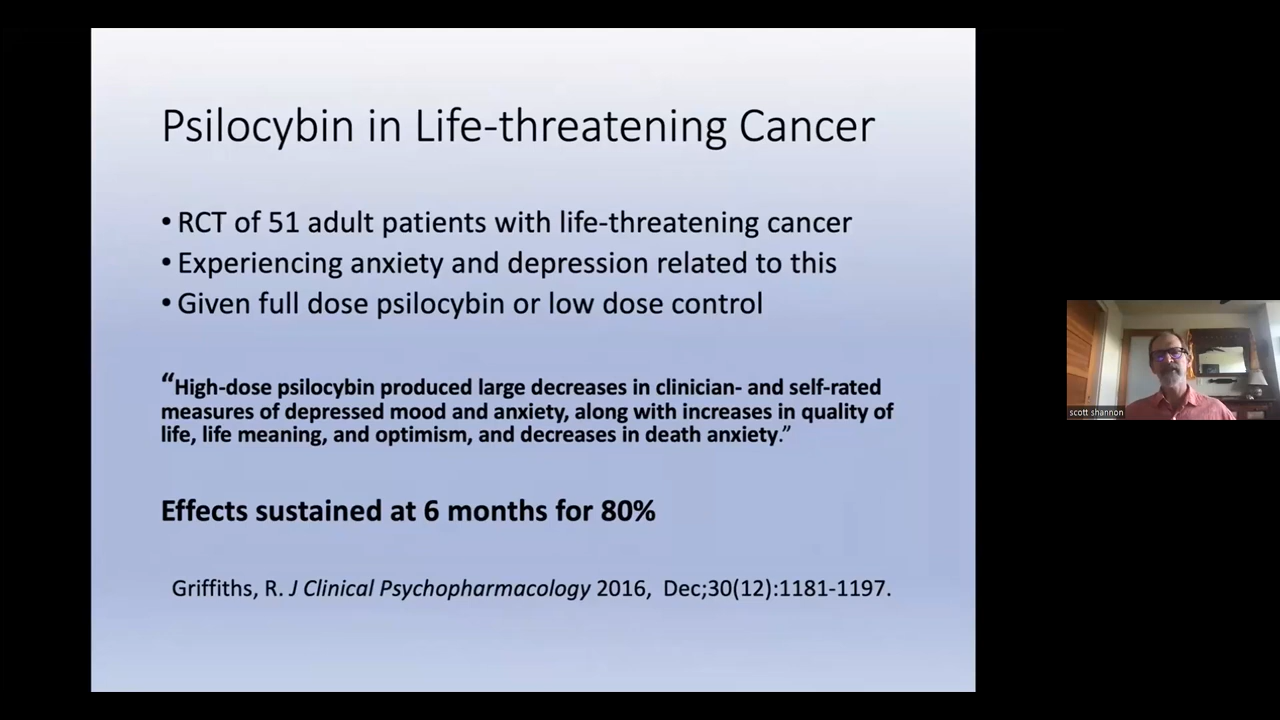 Psilocybin in Life-threatening Cancer
• RCT of 51 adult patients with life-threatening cancer
• Experiencing anxiety and depression related to this
• Given full dose psilocybin or low dose control
“High-dose psilocybin produced large decreases in clinician- and self-rated
measures of depressed mood and anxiety, along with increases in quality of
life, life meaning, and optimism, and decreases in death anxiety.”
Effects sustained at 6 months for 80%
Griffiths, R. J Clinical Psychopharmacology 2016, Dec;30(12):1181-1197.
scott shannon